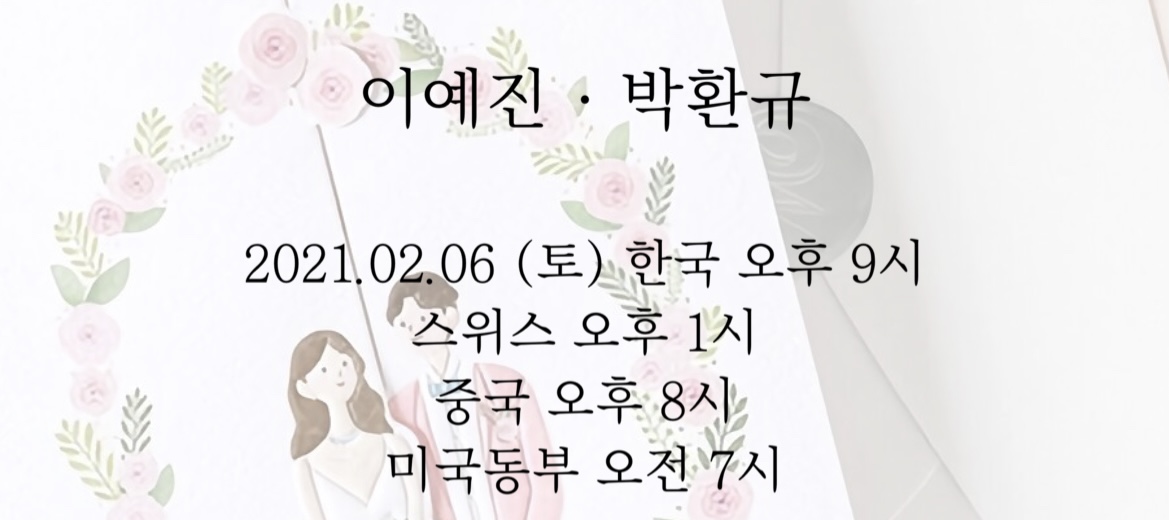 이예진 · 박환규
2021.02.06 (토) 한국 오후 9시
스위스 오후 1시
중국 오후 8시
미국동부 오전 7시